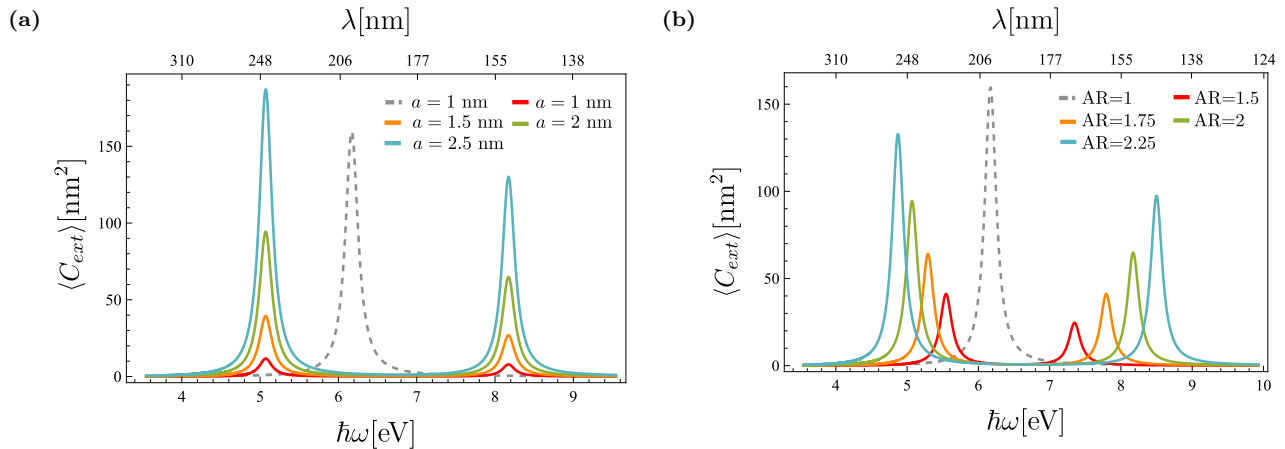 (a)
λ[nm]
310 248 206 177 155 138
a = 1 nm a = 1 nm
a = 1.5 nm a = 2 nm
a = 2.5 nm
150
100
50
0
⟨C_ext⟩[nm²]
4 5 6 7 8 9
ħω[eV]
(b)
λ[nm]
310 248 206 177 155 138 124
AR=1 AR=1.5
AR=1.75 AR=2
AR=2.25
150
100
50
0
⟨C_ext⟩[nm²]
4 5 6 7 8 9 10
ħω[eV]